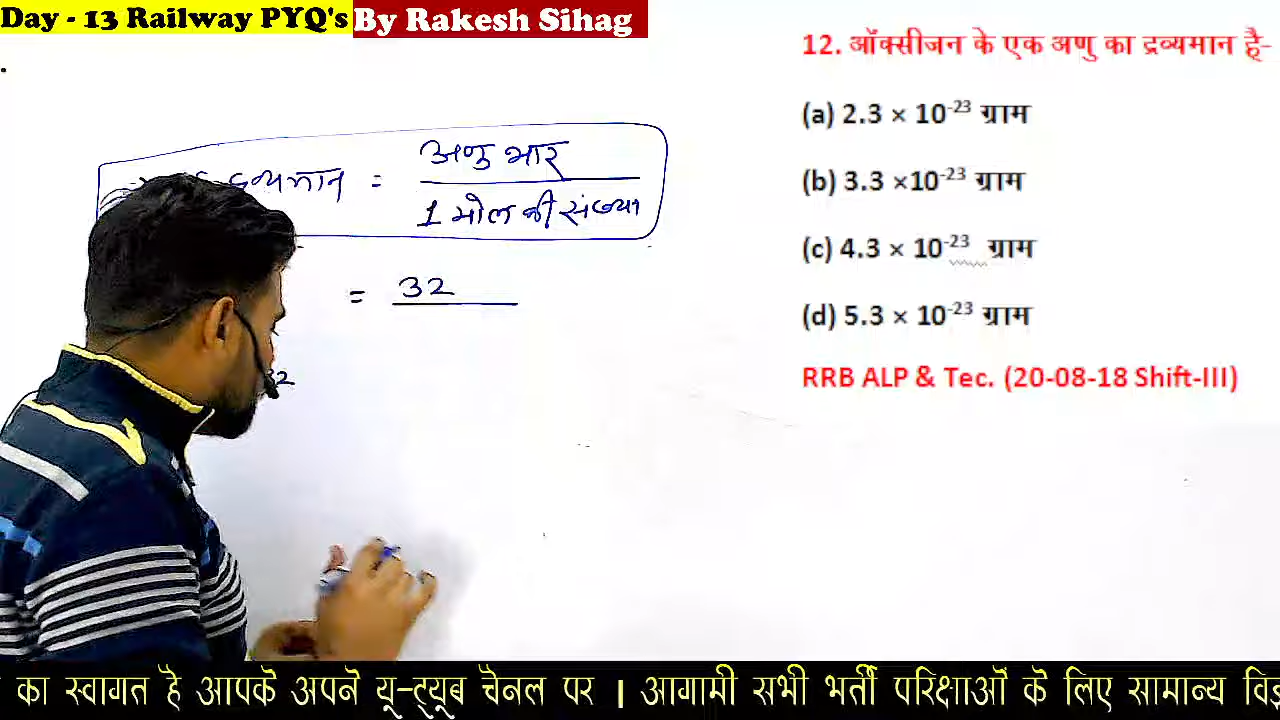 Day - 13 Railway PYQ's By Rakesh Sihag
12. ऑक्सीजन के एक अणु का द्रव्यमान है-
(a) 2.3 × 10⁻²³ ग्राम
(b) 3.3 ×10⁻²³ ग्राम
(c) 4.3 × 10⁻²³ ग्राम
(d) 5.3 × 10⁻²³ ग्राम
RRB ALP & Tec. (20-08-18 Shift-III)
द्रव्यमान = अणु भार
1 मोल की संख्या
= 32
का स्वागत है आपके अपने यू-ट्यूब चैनल पर । आगामी सभी भर्ती परिक्षाओं के लिए सामान्य